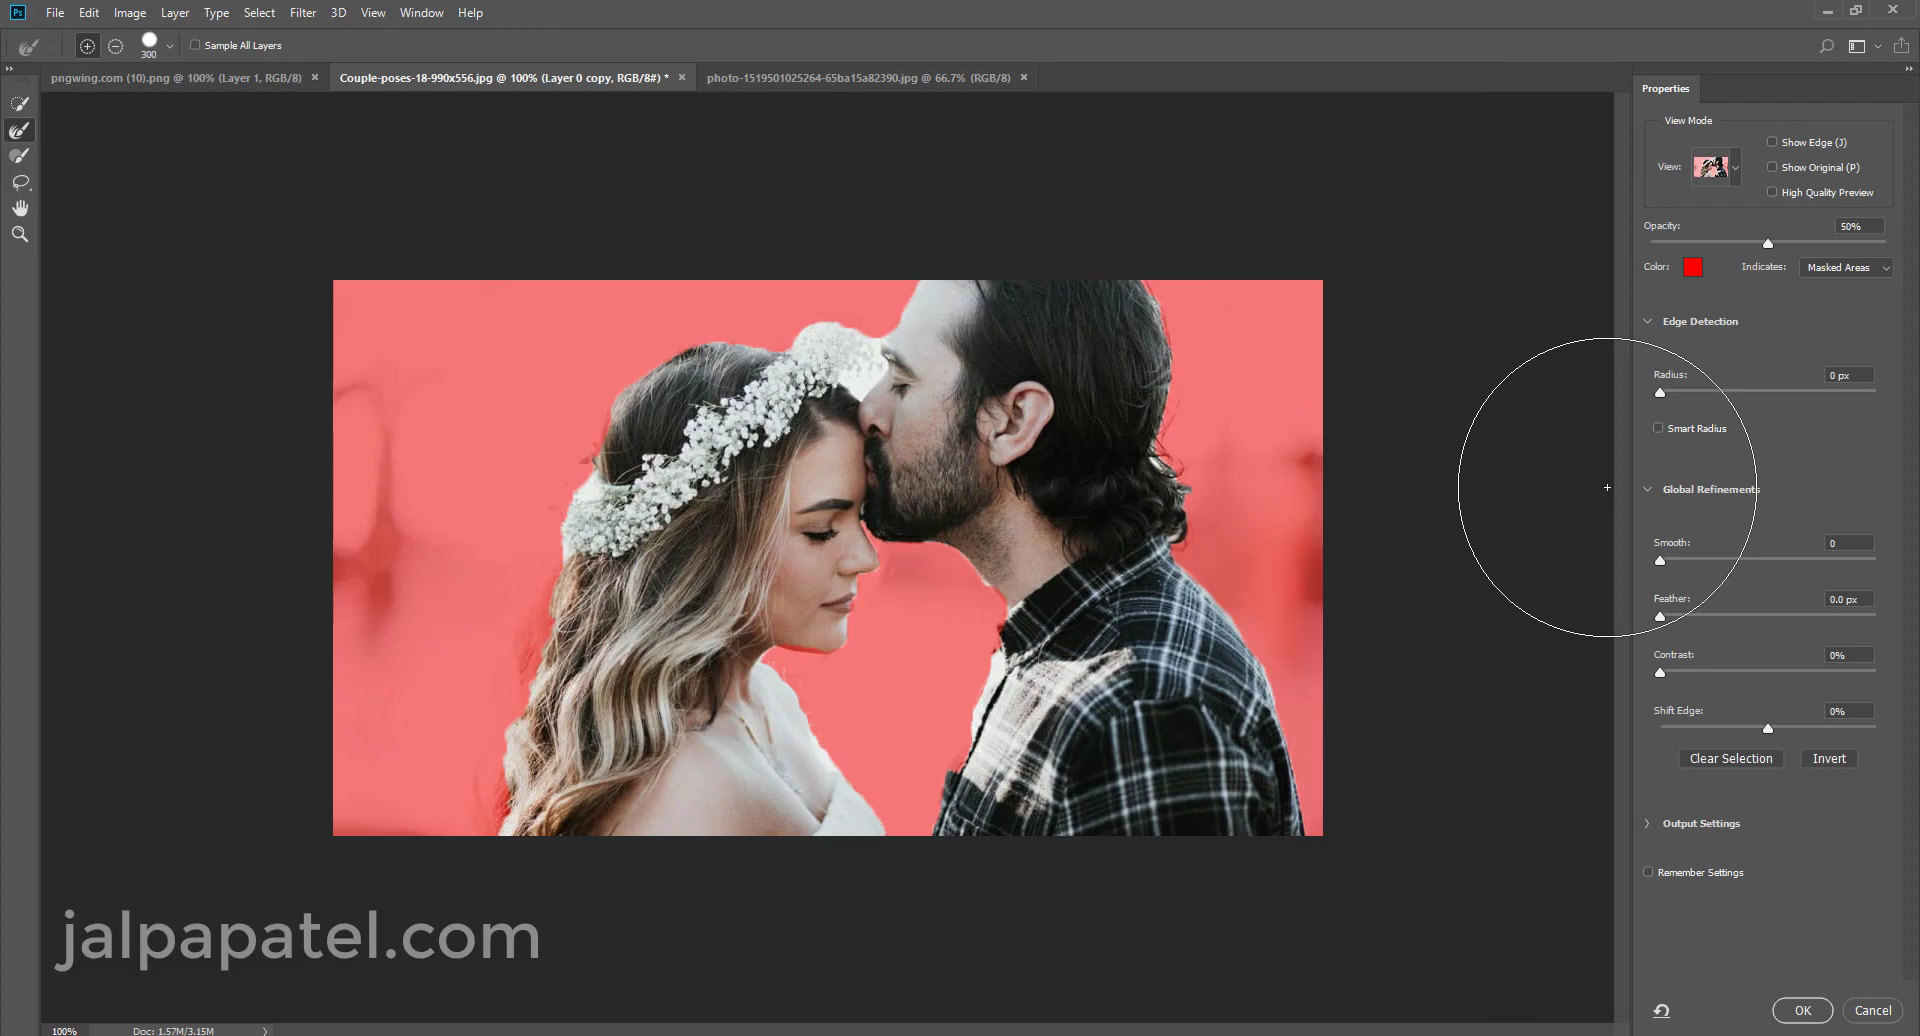 Ps File Edit Image Layer Type Select Filter 3D View Window Help
300 Sample All Layers
pngwing.com (10).png @ 100% (Layer 1, RGB/8) × Couple-poses-18-990x556.jpg @ 100% (Layer 0 copy, RGB/8#) * × photo-1519501025264-65ba15a82390.jpg @ 66.7% (RGB/8) ×
Properties
View Mode
View:
Show Edge (J)
Show Original (P)
High Quality Preview
Opacity: 50%
Color: Indicates: Masked Areas
Edge Detection
Radius: 0 px
Smart Radius
Global Refinements
Smooth: 0
Feather: 0.0 px
Contrast: 0%
Shift Edge: 0%
Clear Selection Invert
Output Settings
Remember Settings
jalpapatel.com
OK Cancel
100% Doc: 1.57M/3.15M